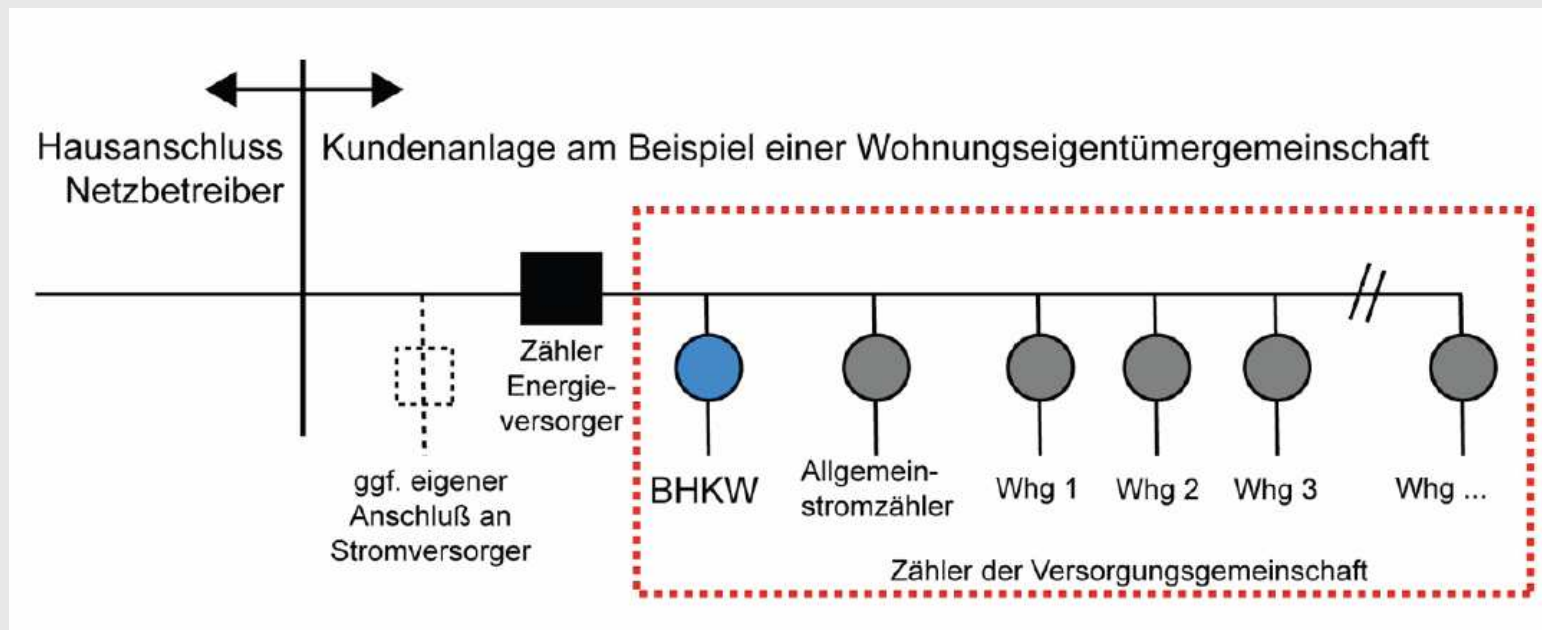 Hausanschluss
Netzbetreiber
Kundenanlage am Beispiel einer Wohnungseigentümergemeinschaft
Zähler
Energie-
versorger
ggf. eigener
Anschluß an
Stromversorger
BHKW
Allgemein-
stromzähler
Whg 1
Whg 2
Whg 3
Whg ...
Zähler der Versorgungsgemeinschaft